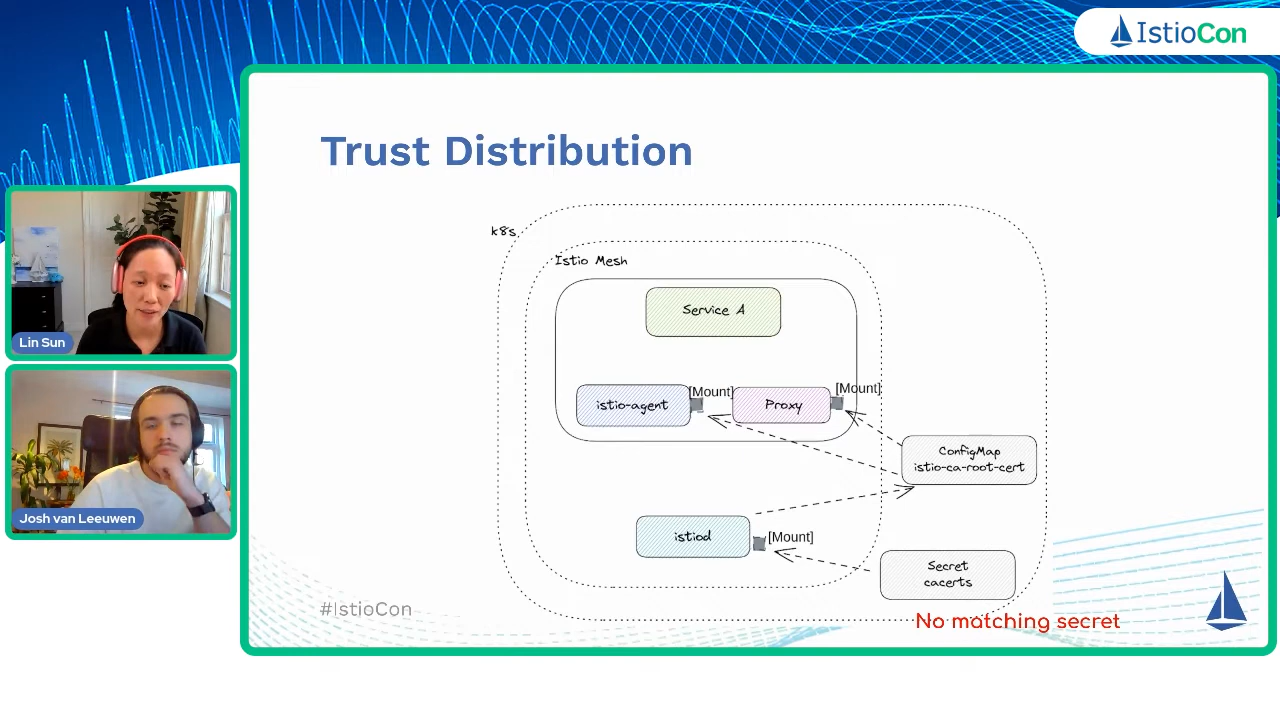 IstioCon
Trust Distribution
k8s
Istio Mesh
Service A
[Mount]
[Mount]
istio-agent
Proxy
ConfigMap
istio-ca-root-cert
istiod
[Mount]
Secret
cacerts
No matching secret
#IstioCon
Lin Sun
Josh van Leeuwen